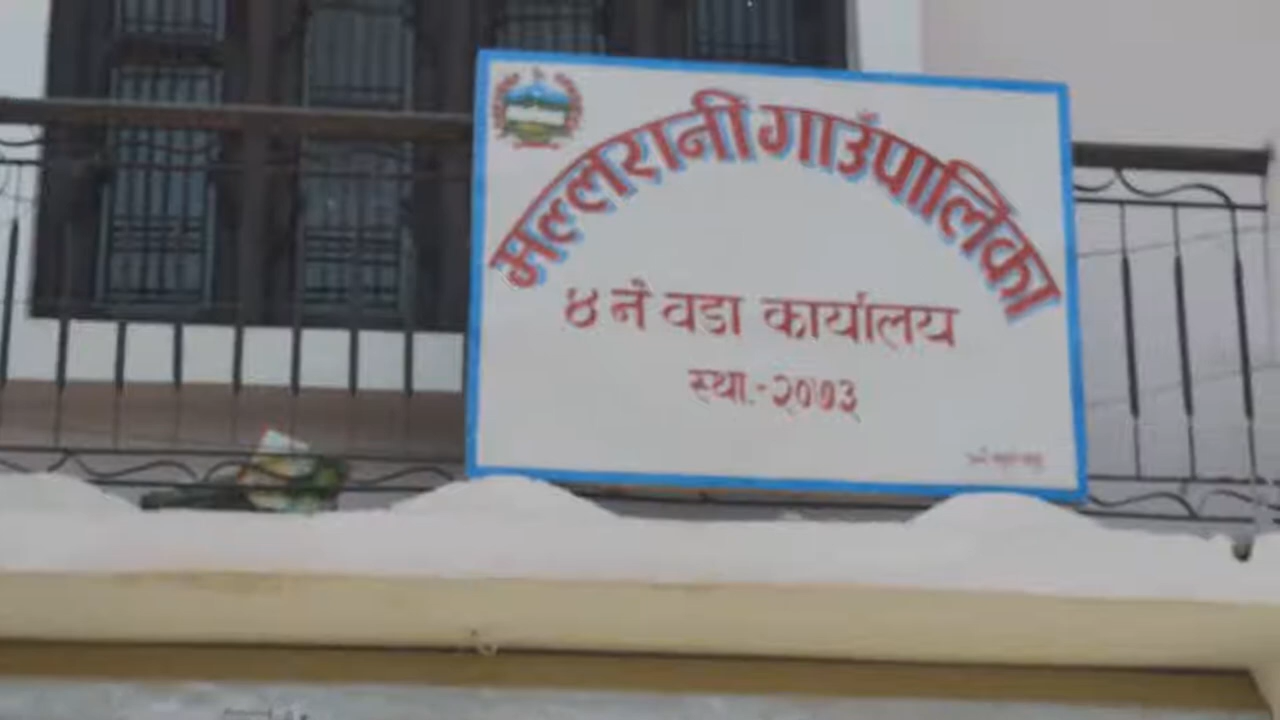 मल्लरानी गाउँपालिका
४ नं वडा कार्यालय
स्था.-२०७३